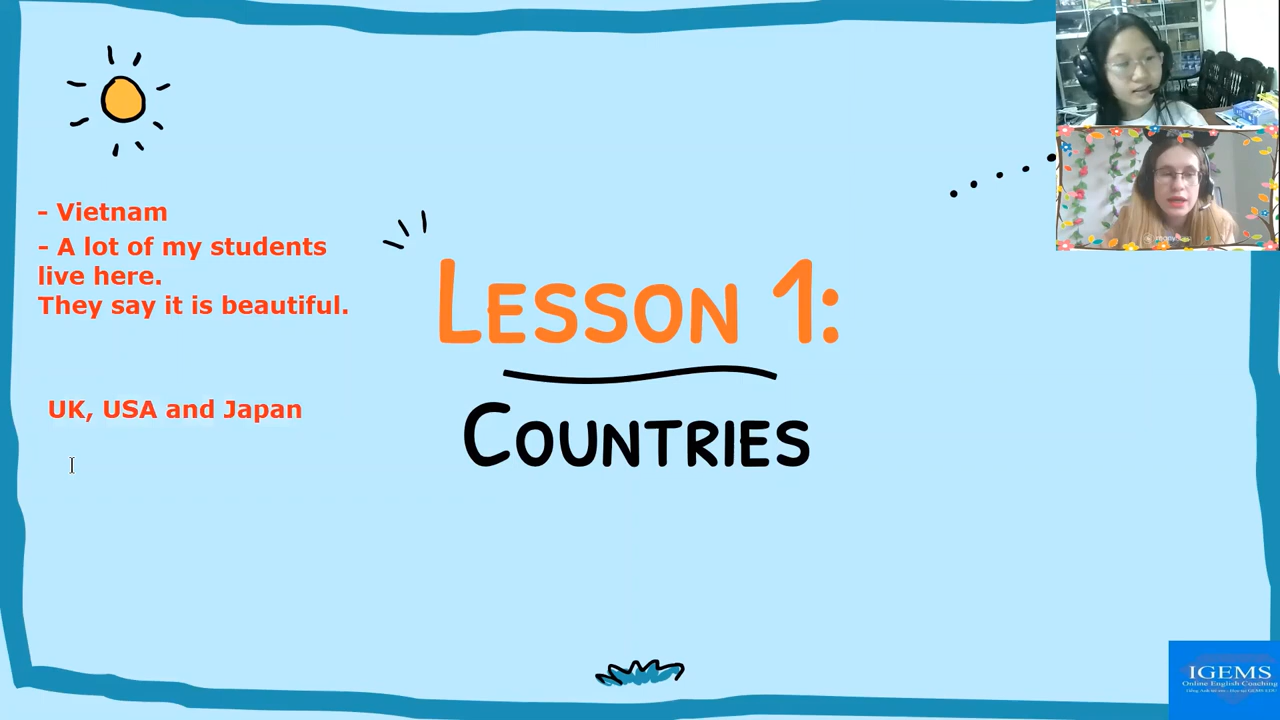 - Vietnam
- A lot of my students
live here.
They say it is beautiful.
UK, USA and Japan
LESSON 1:
COUNTRIES
IGEMS
Online English Coaching